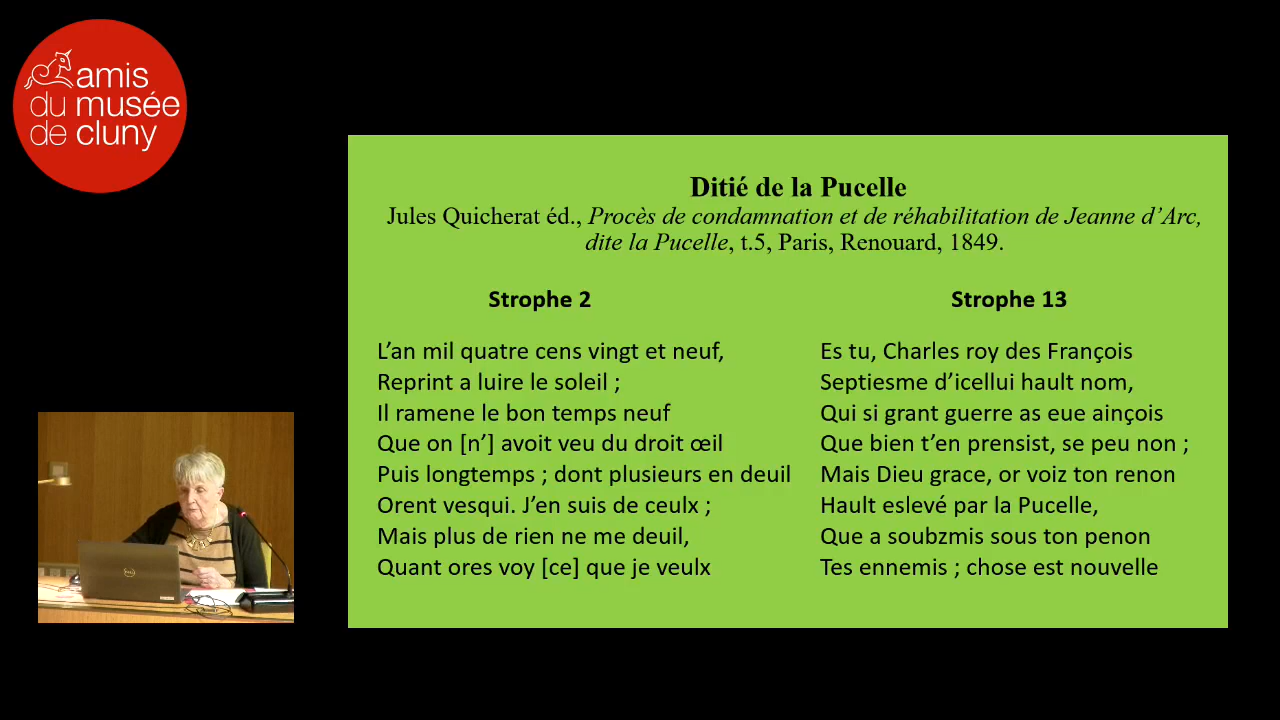 amis
du musée
de cluny
Ditié de la Pucelle
Jules Quicherat éd., Procès de condamnation et de réhabilitation de Jeanne d’Arc,
dite la Pucelle, t.5, Paris, Renouard, 1849.
Strophe 2
L’an mil quatre cens vingt et neuf,
Reprint a luire le soleil ;
Il ramene le bon temps neuf
Que on [n’] avoit veu du droit œil
Puis longtemps ; dont plusieurs en deuil
Orent vesqui. J’en suis de ceulx ;
Mais plus de rien ne me deuil,
Quant ores voy [ce] que je veulx
Strophe 13
Es tu, Charles roy des François
Septiesme d’icellui hault nom,
Qui si grant guerre as eue ainçois
Que bien t’en prensist, se peu non ;
Mais Dieu grace, or voiz ton renon
Hault eslevé par la Pucelle,
Que a soubzmis sous ton penon
Tes ennemis ; chose est nouvelle